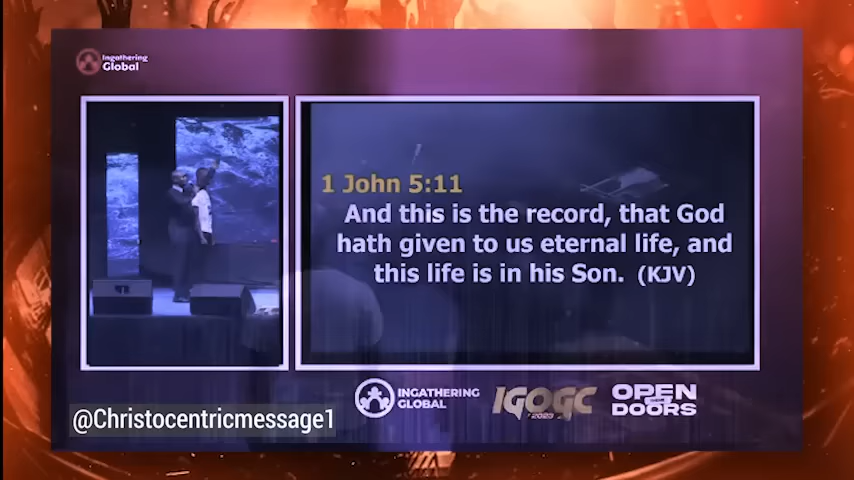 Ingathering
Global
1 John 5:11
And this is the record, that God
hath given to us eternal life, and
this life is in his Son. (KJV)
INGATHERING
GLOBAL
IGOGC
2023
OPEN
DOORS
@Christocentricmessage1